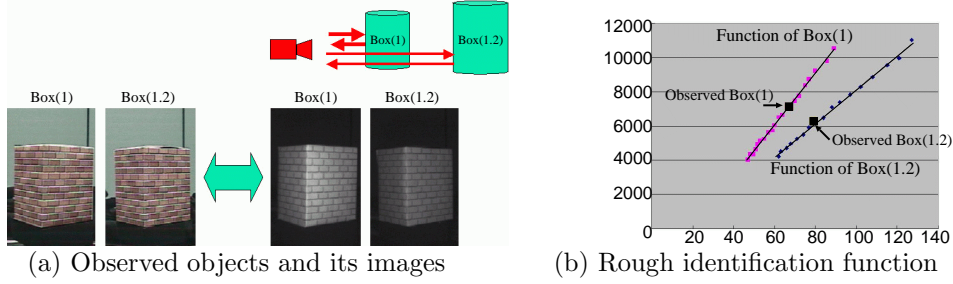 Box(1)
Box(1.2)
Box(1)
Box(1.2)
Box(1)
Box(1.2)
(a) Observed objects and its images
12000
10000
8000
6000
4000
2000
0
0
20
40
60
80
100
120
140
Function of Box(1)
Observed Box(1)
Observed Box(1.2)
Function of Box(1.2)
(b) Rough identification function